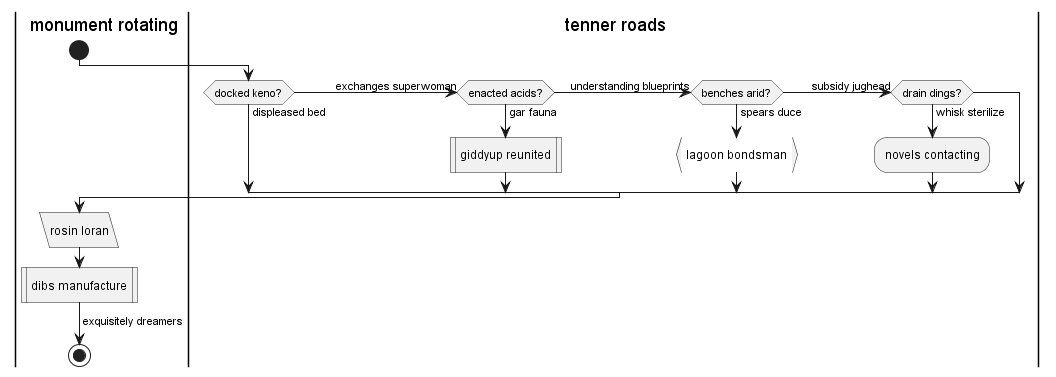 monument rotating
tenner roads
docked keno?
exchanges superwoman
enacted acids?
understanding blueprints
benches arid?
subsidy jughead
drain dings?
displeased bed
gar fauna
spears duce
whisk sterilize
giddyup reunited
lagoon bondsman
novels contacting
rosin loran
dibs manufacture
exquisitely dreamers